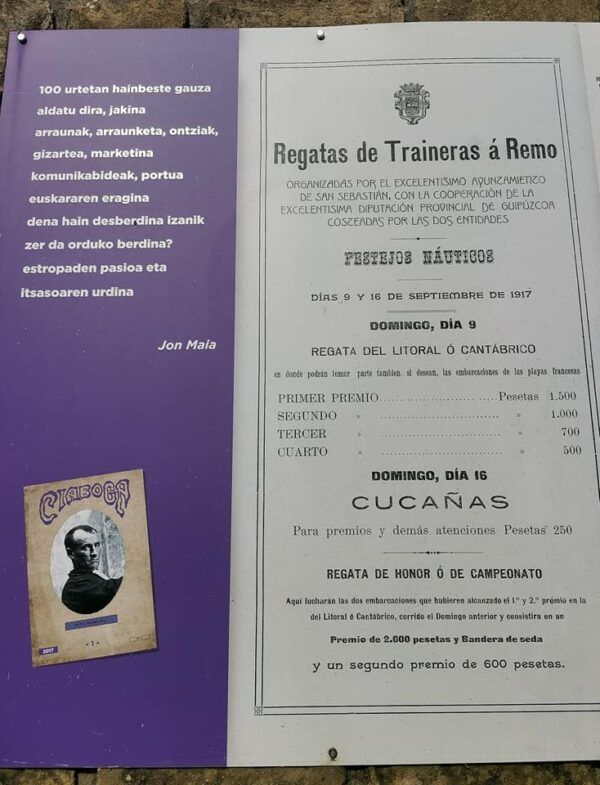 100 urtetan hainbeste gauza
aldatu dira, jakina
arraunak, arraunketa, ontziak,
gizartea, marketina
komunikabideak, portua
euskararen eragina
dena hain desberdina izanik
zer da orduko berdina?
estropaden pasioa eta
itsasoaren urdina
Jon Maia
CIABOGA
2017
- 1 -
Regatas de Traineras á Remo
ORGANIZADAS POR EL EXCELENTISIMO AYUNTAMIENTO
DE SAN SEBASTIÁN, CON LA COOPERACIÓN DE LA
EXCELENTISIMA DIPUTACIÓN PROVINCIAL DE GUIPÚZCOA
COSTEADAS POR LAS DOS ENTIDADES
FESTEJOS NÁUTICOS
DÍAS 9 Y 16 DE SEPTIEMBRE DE 1917
DOMINGO, DÍA 9
REGATA DEL LITORAL Ó CANTÁBRICO
en donde podrán tomar parte tambien, si desean, las embarcaciones de las playas francesas
PRIMER PREMIO.......................... Pesetas 1.500
SEGUNDO » .......................... » 1.000
TERCER » .......................... » 700
CUARTO » .......................... » 500
DOMINGO, DÍA 16
CUCAÑAS
Para premios y demás atenciones Pesetas 250
REGATA DE HONOR Ó DE CAMPEONATO
Aquí lucharán las dos embarcaciones que hubieren alcanzado el 1.º y 2.º prémio en la
del Litoral ó Cantábrico, corrido el Domingo anterior y consistira en un
Premio de 2.000 pesetas y Bandera de seda
y un segundo premio de 600 pesetas.